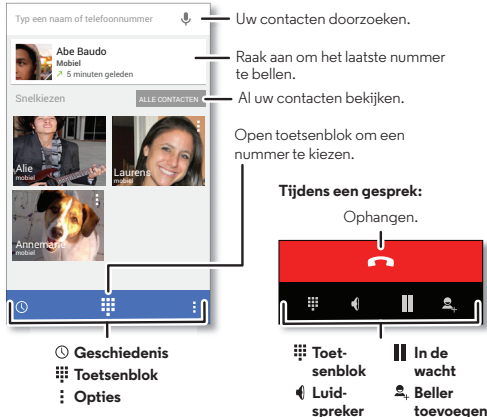 Typ een naam of telefoonnummer
Uw contacten doorzoeken.
Abe Baudo
Mobiel
5 minuten geleden
Raak aan om het laatste nummer
te bellen.
Snelkiezen
ALLE CONTACTEN
Al uw contacten bekijken.
Open toetsenblok om een
nummer te kiezen.
Alie
mobiel
Laurens
mobiel
Annemarie
mobiel
Tijdens een gesprek:
Ophangen.
Geschiedenis
Toetsenblok
Opties
Toet-
senblok
Luid-
spreker
In de
wacht
Beller
toevoegen